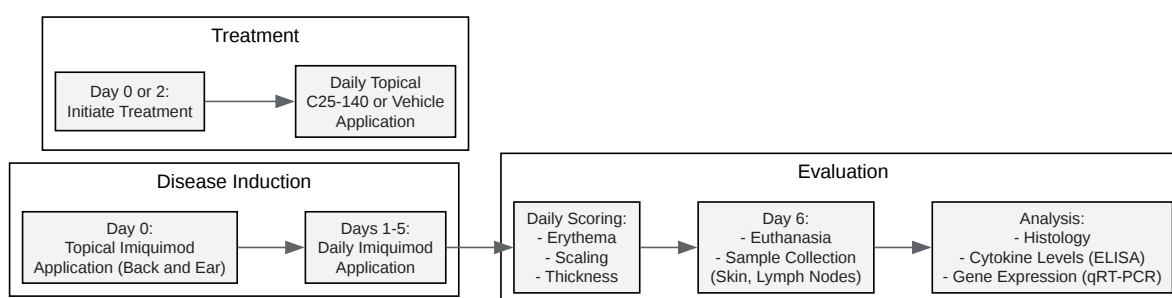 Treatment
Day 0 or 2:
Initiate Treatment
Daily Topical
C25-140 or Vehicle
Application
Disease Induction
Day 0:
Topical Imiquimod
Application (Back and Ear)
Days 1-5:
Daily Imiquimod
Application
Evaluation
Daily Scoring:
- Erythema
- Scaling
- Thickness
Day 6:
- Euthanasia
- Sample Collection
(Skin, Lymph Nodes)
Analysis:
- Histology
- Cytokine Levels (ELISA)
- Gene Expression (qRT-PCR)